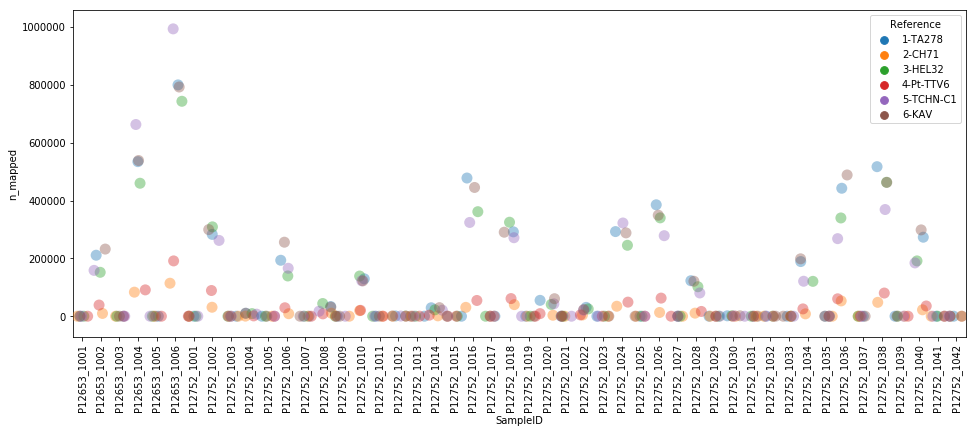 1000000
800000
600000
400000
200000
0
n_mapped
Reference
1-TA278
2-CH71
3-HEL32
4-Pt-TTV6
5-TCHN-C1
6-KAV
P12653_1001
P12653_1002
P12653_1003
P12653_1004
P12653_1005
P12653_1006
P12752_1001
P12752_1002
P12752_1003
P12752_1004
P12752_1005
P12752_1006
P12752_1007
P12752_1008
P12752_1009
P12752_1010
P12752_1011
P12752_1012
P12752_1013
P12752_1014
P12752_1015
P12752_1016
P12752_1017
P12752_1018
P12752_1019
P12752_1020
P12752_1021
P12752_1022
P12752_1023
P12752_1024
P12752_1025
P12752_1026
P12752_1027
P12752_1028
P12752_1029
P12752_1030
P12752_1031
P12752_1032
P12752_1033
P12752_1034
P12752_1035
P12752_1036
P12752_1037
P12752_1038
P12752_1039
P12752_1040
P12752_1041
P12752_1042
SampleID